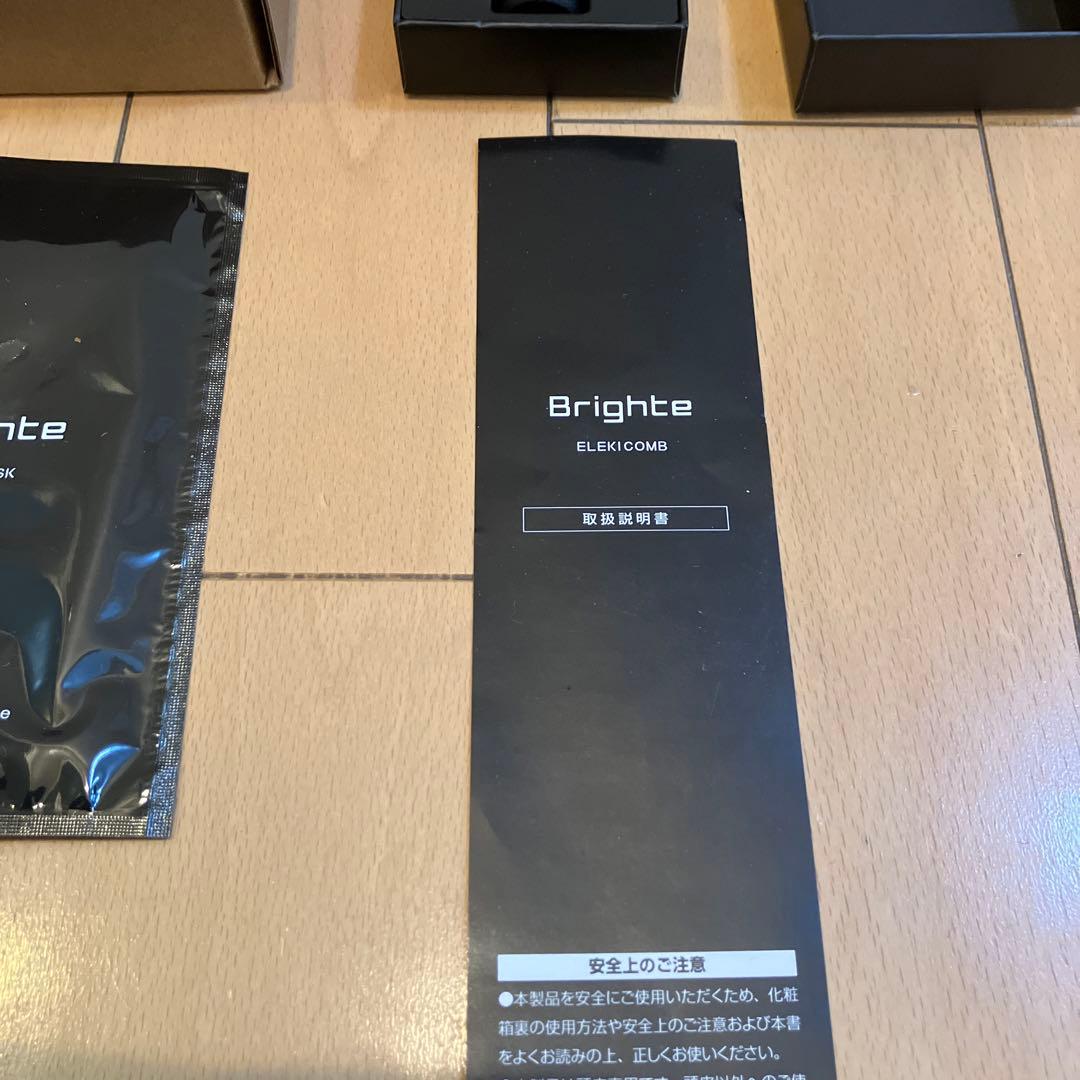 Brighte
ELEKICOMB
取扱説明書
安全上のご注意
●本製品を安全にご使用いただくため、化粧
箱裏の使用方法や安全上のご注意および本書
をよくお読みの上、正しくお使いください。
hte
SK
e